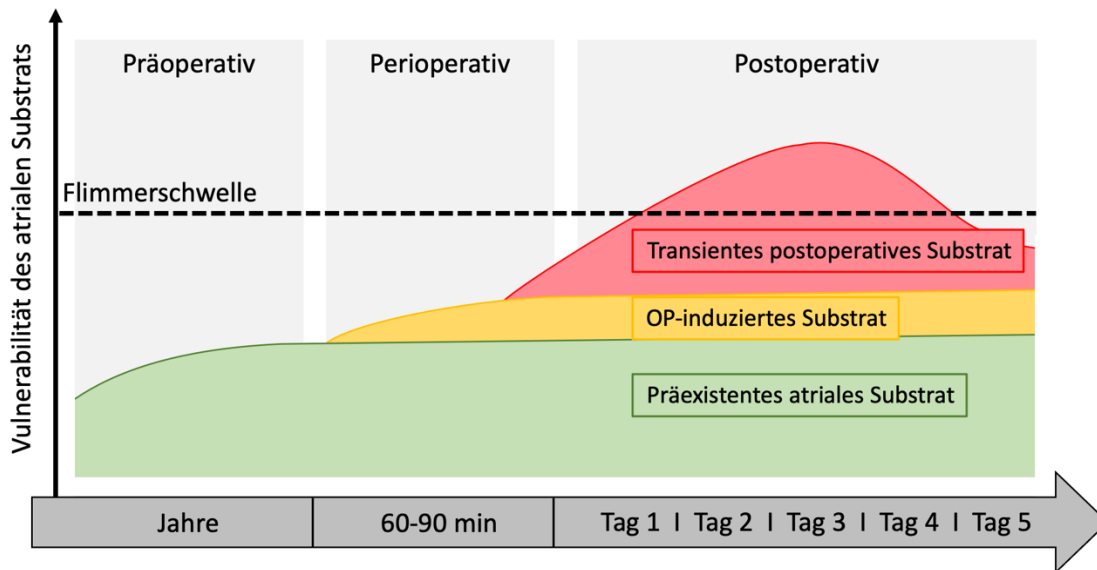 Vulnerabilität des atrialen Substrats
Präoperativ
Perioperativ
Postoperativ
Flimmerschwelle
Transientes postoperatives Substrat
OP-induziertes Substrat
Präexistentes atriales Substrat
Jahre
60-90 min
Tag 1 I Tag 2 I Tag 3 I Tag 4 I Tag 5